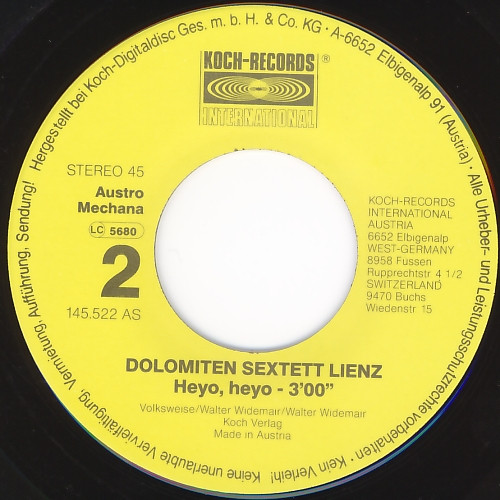 Hergestellt bei Koch-Digitaldisc Ges. m. b. H. & Co. KG · A-6652 Elbigenalp 91 (Austria) · Alle Urheber- und Leistungsschutzrechte vorbehalten · Kein Verleih! · Keine unerlaubte Vervielfältigung, Vermietung, Aufführung, Sendung!
KOCH-RECORDS®
INTERNATIONAL
STEREO 45
Austro
Mechana
LC 5680
2
145.522 AS
KOCH-RECORDS
INTERNATIONAL
AUSTRIA
6652 Elbigenalp
WEST-GERMANY
8958 Füssen
Rupprechtstr 4 1/2
SWITZERLAND
9470 Buchs
Wiedenstr 15
DOLOMITEN SEXTETT LIENZ
Heyo, heyo - 3'00"
Volksweise/Walter Widemair/Walter Widemair
Koch Verlag
Made in Austria